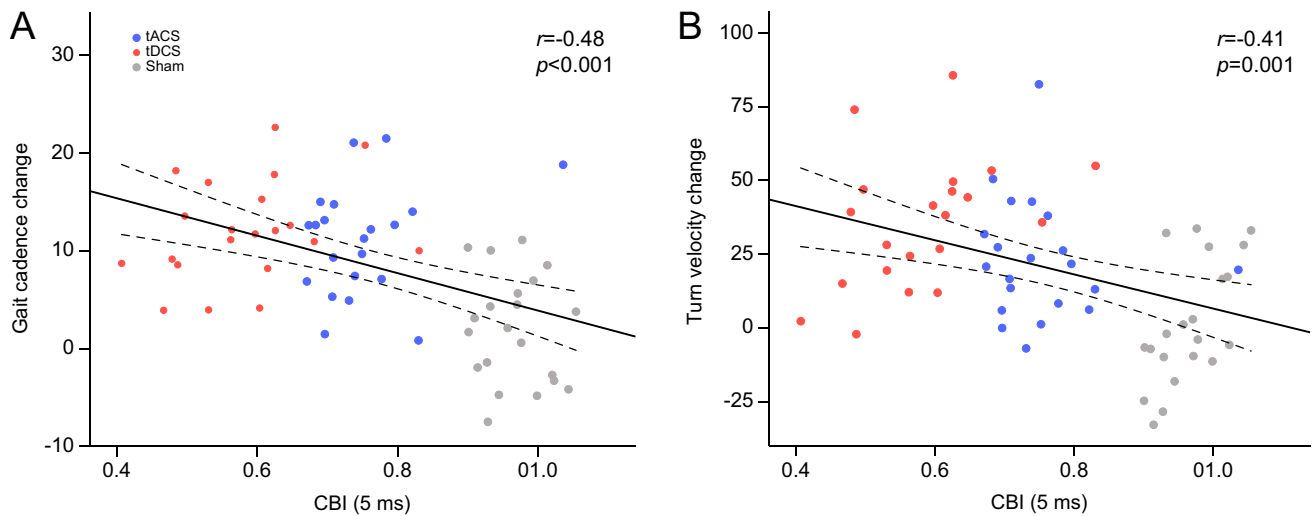 A
tACS
tDCS
Sham
r=-0.48
p<0.001
30
20
10
0
-10
Gait cadence change
0.4
0.6
0.8
01.0
CBI (5 ms)
B
r=-0.41
p=0.001
100
75
50
25
0
-25
Turn velocity change
0.4
0.6
0.8
01.0
CBI (5 ms)